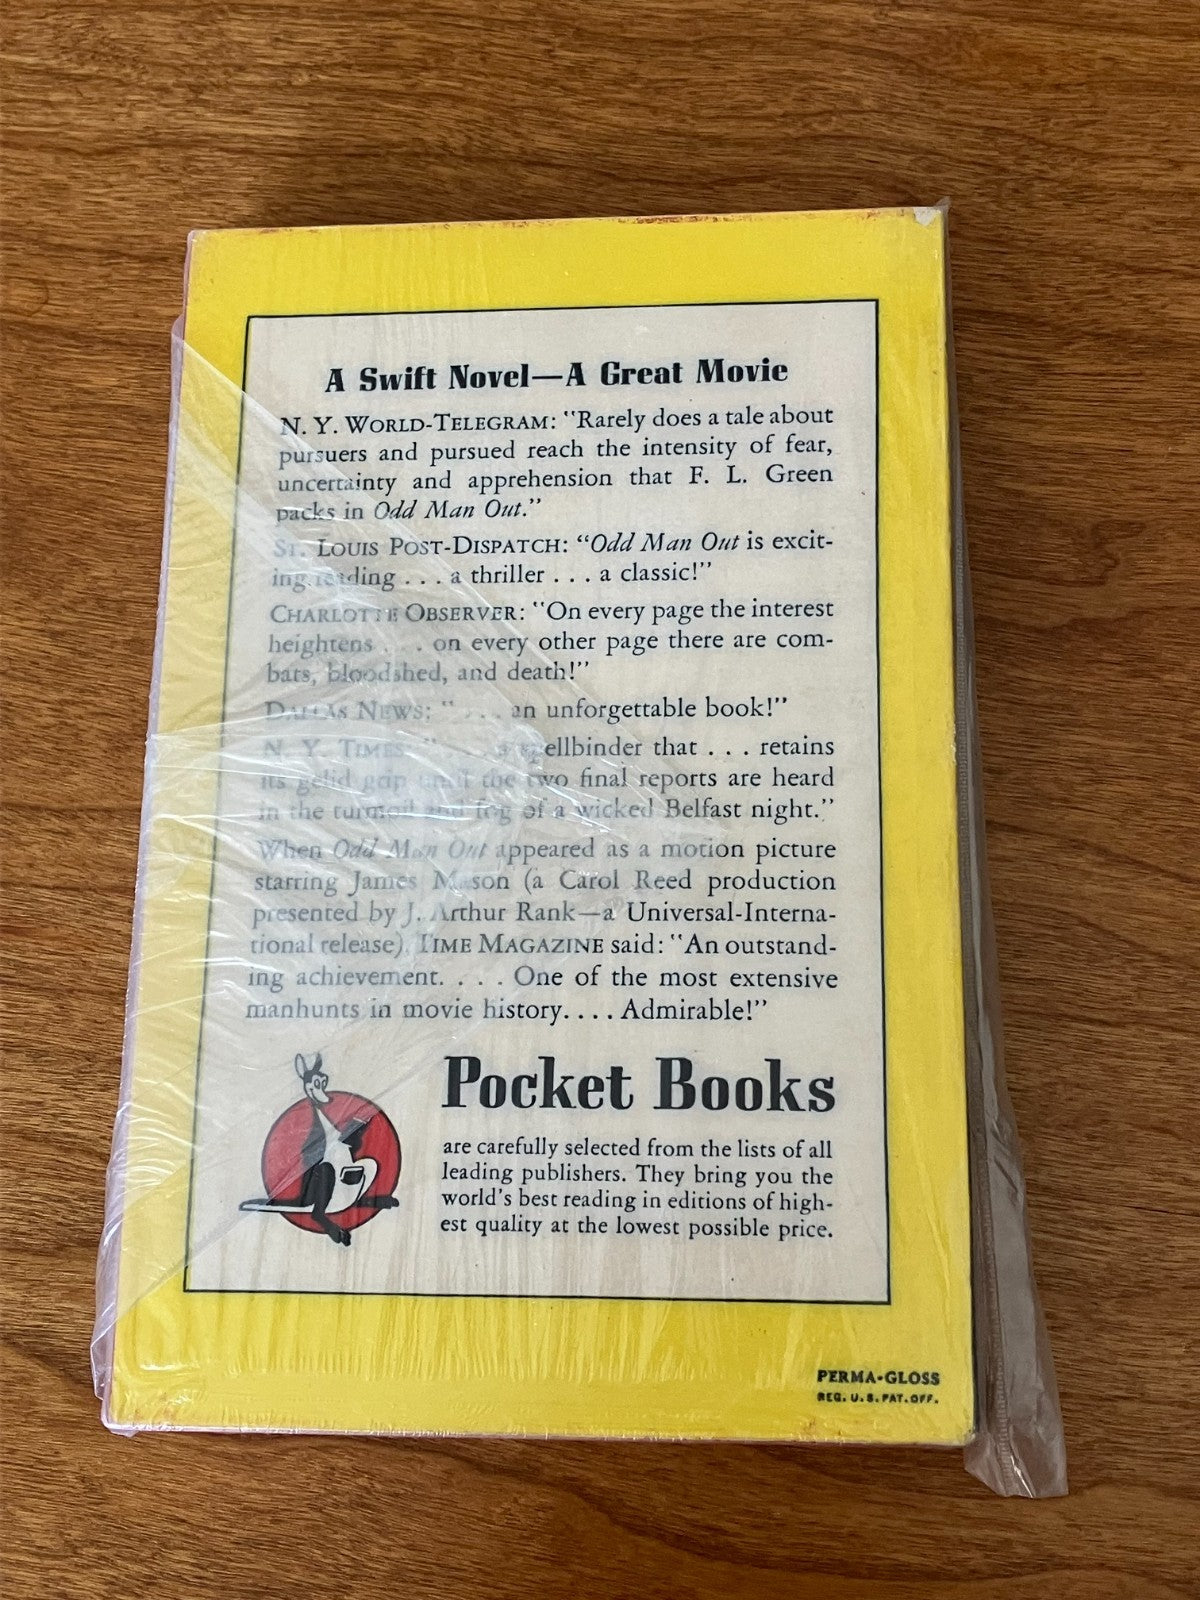 A Swift Novel—A Great Movie
N. Y. WORLD-TELEGRAM: "Rarely does a tale about
pursuers and pursued reach the intensity of fear,
uncertainty and apprehension that F. L. Green
packs in Odd Man Out."
ST. LOUIS POST-DISPATCH: "Odd Man Out is excit-
ing reading . . . a thriller . . . a classic!"
CHARLOTTE OBSERVER: "On every page the interest
heightens . . . on every other page there are com-
bats, bloodshed, and death!"
DALLAS NEWS: ". . . an unforgettable book!"
N. Y. TIMES: ". . . a spellbinder that . . . retains
its gelid grip until the two final reports are heard
in the turmoil and fog of a wicked Belfast night."
When Odd Man Out appeared as a motion picture
starring James Mason (a Carol Reed production
presented by J. Arthur Rank—a Universal-Interna-
tional release), TIME MAGAZINE said: "An outstand-
ing achievement. . . . One of the most extensive
manhunts in movie history. . . . Admirable!"
Pocket Books
are carefully selected from the lists of all
leading publishers. They bring you the
world's best reading in editions of high-
est quality at the lowest possible price.
PERMA-GLOSS
REG. U.S. PAT. OFF.